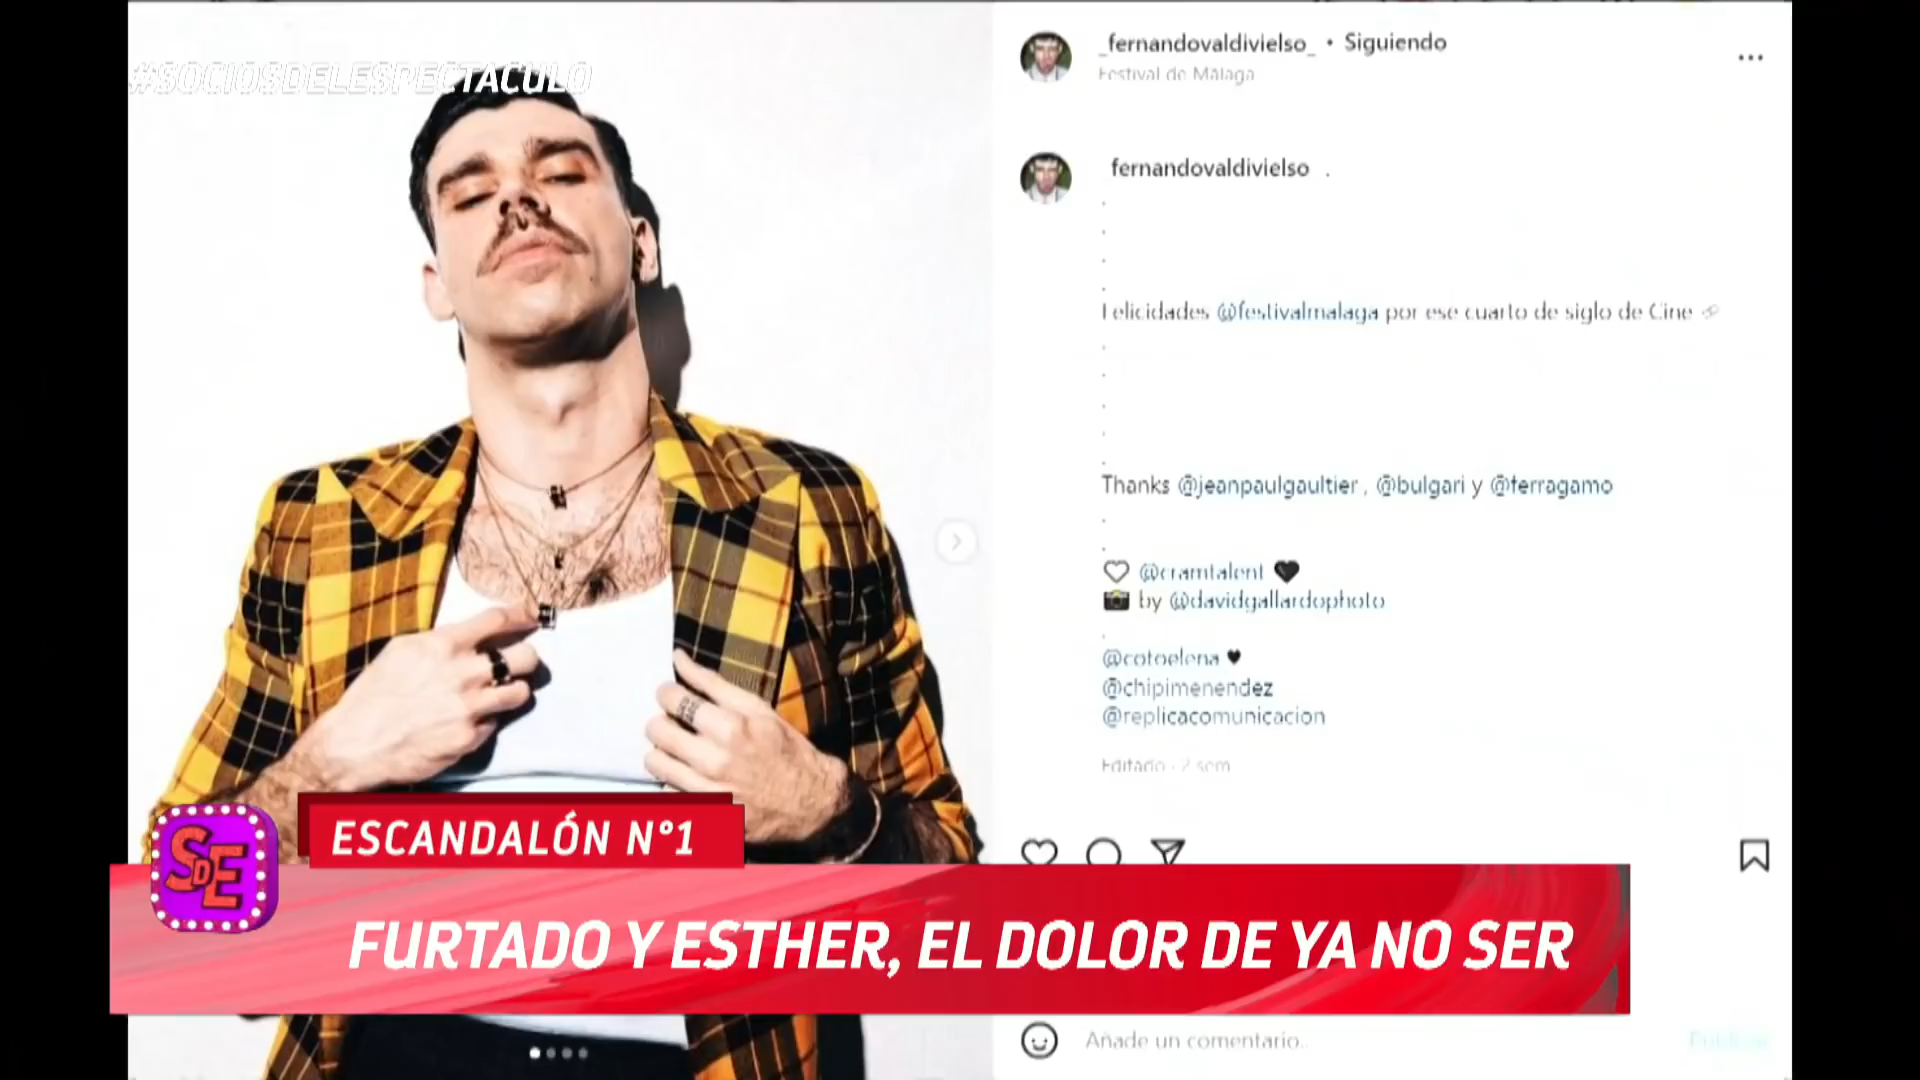 #SOCIOSDELESPECTACULO
_fernandovaldivielso_ • Siguiendo
Festival de Málaga
fernandovaldivielso .
.
.
.
.
Felicidades @festivalmalaga por ese cuarto de siglo de Cine
.
.
.
.
.
Thanks @jeanpaulgaultier , @bulgari y @ferragamo
.
.
@cramtalent
by @davidgallardophoto
.
@cotoelena
@chipimenendez
@replicacomunicacion
Editado · 2 sem
ESCANDALÓN N°1
SDE
FURTADO Y ESTHER, EL DOLOR DE YA NO SER
Añade un comentario...
Publicar